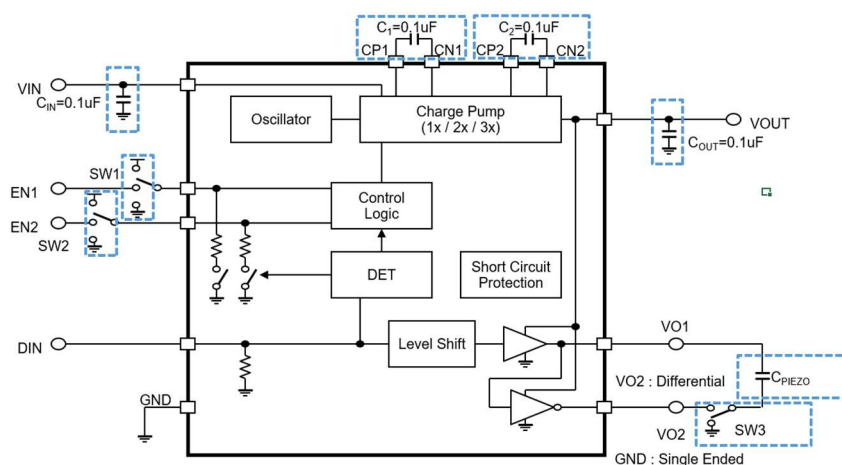 C1=0.1uF
C2=0.1uF
CP1
CN1
CP2
CN2
VIN
CIN=0.1uF
Oscillator
Charge Pump
(1x / 2x / 3x)
VOUT
COUT=0.1uF
SW1
EN1
EN2
SW2
Control
Logic
DET
Short Circuit
Protection
DIN
Level Shift
VO1
CPIEZO
VO2 : Differential
GND
VO2
SW3
GND : Single Ended